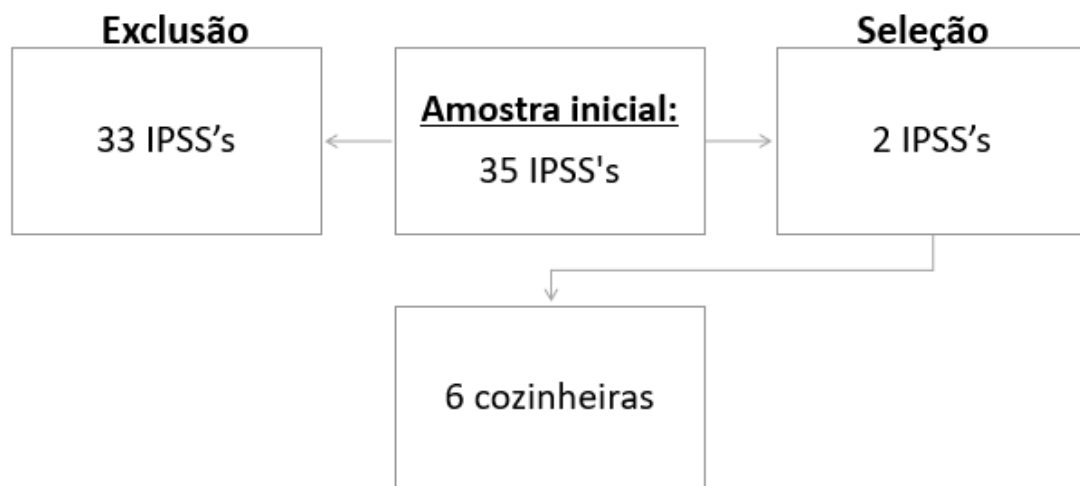 Exclusão
Seleção
33 IPSS’s
Amostra inicial:
35 IPSS's
2 IPSS’s
6 cozinheiras